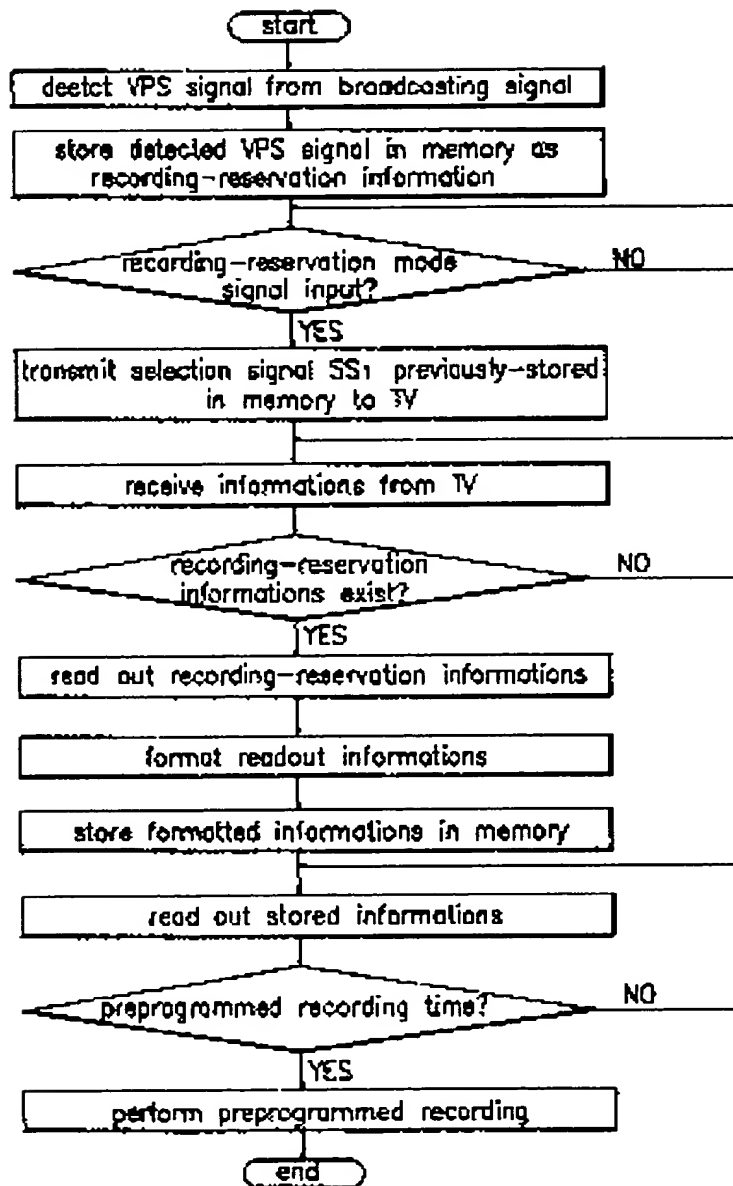 start
deetct VPS signal from broadcasting signal
store detected VPS signal in memory as
recording-reservation information
recording-reservation mode
signal input?
NO
YES
transmit selection signal SS1 previously-stored
in memory to TV
receive informations from TV
recording-reservation
informations exist?
NO
YES
read out recording-reservation informations
format readout informations
store formatted informations in memory
read out stored informations
preprogrammed recording time?
NO
YES
perform preprogrammed recording
end